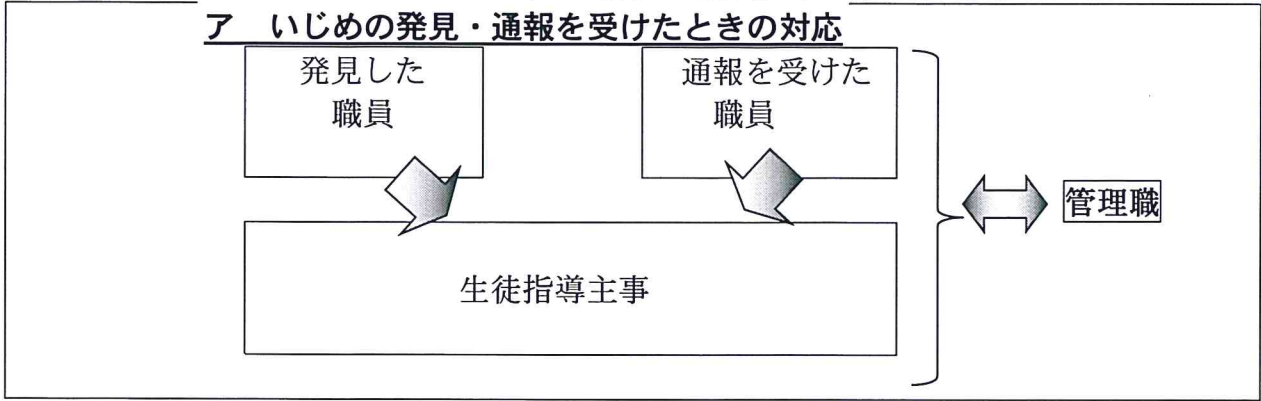 ア　いじめの発見・通報を受けたときの対応
発見した
職員
通報を受けた
職員
管理職
生徒指導主事